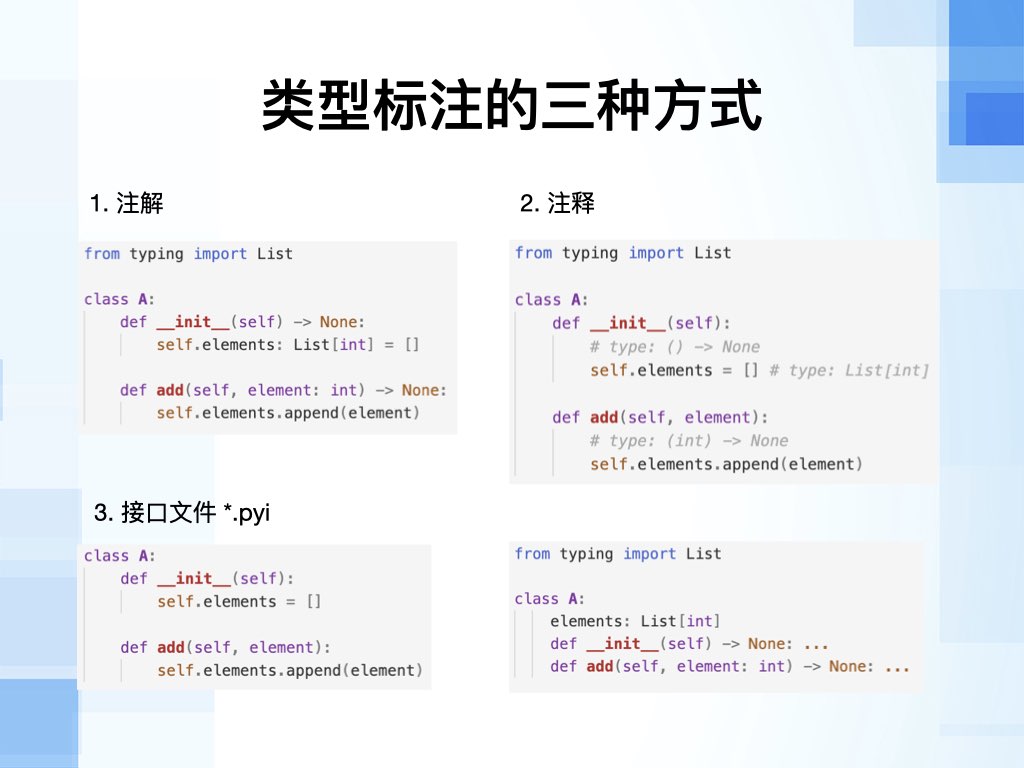 类型标注的三种方式
1. 注解
from typing import List
class A:
    def __init__(self) -> None:
        self.elements: List[int] = []
    def add(self, element: int) -> None:
        self.elements.append(element)
2. 注释
from typing import List
class A:
    def __init__(self):
        # type: () -> None
        self.elements = [] # type: List[int]
    def add(self, element):
        # type: (int) -> None
        self.elements.append(element)
3. 接口文件 *.pyi
class A:
    def __init__(self):
        self.elements = []
    def add(self, element):
        self.elements.append(element)
from typing import List
class A:
    elements: List[int]
    def __init__(self) -> None: ...
    def add(self, element: int) -> None: ...